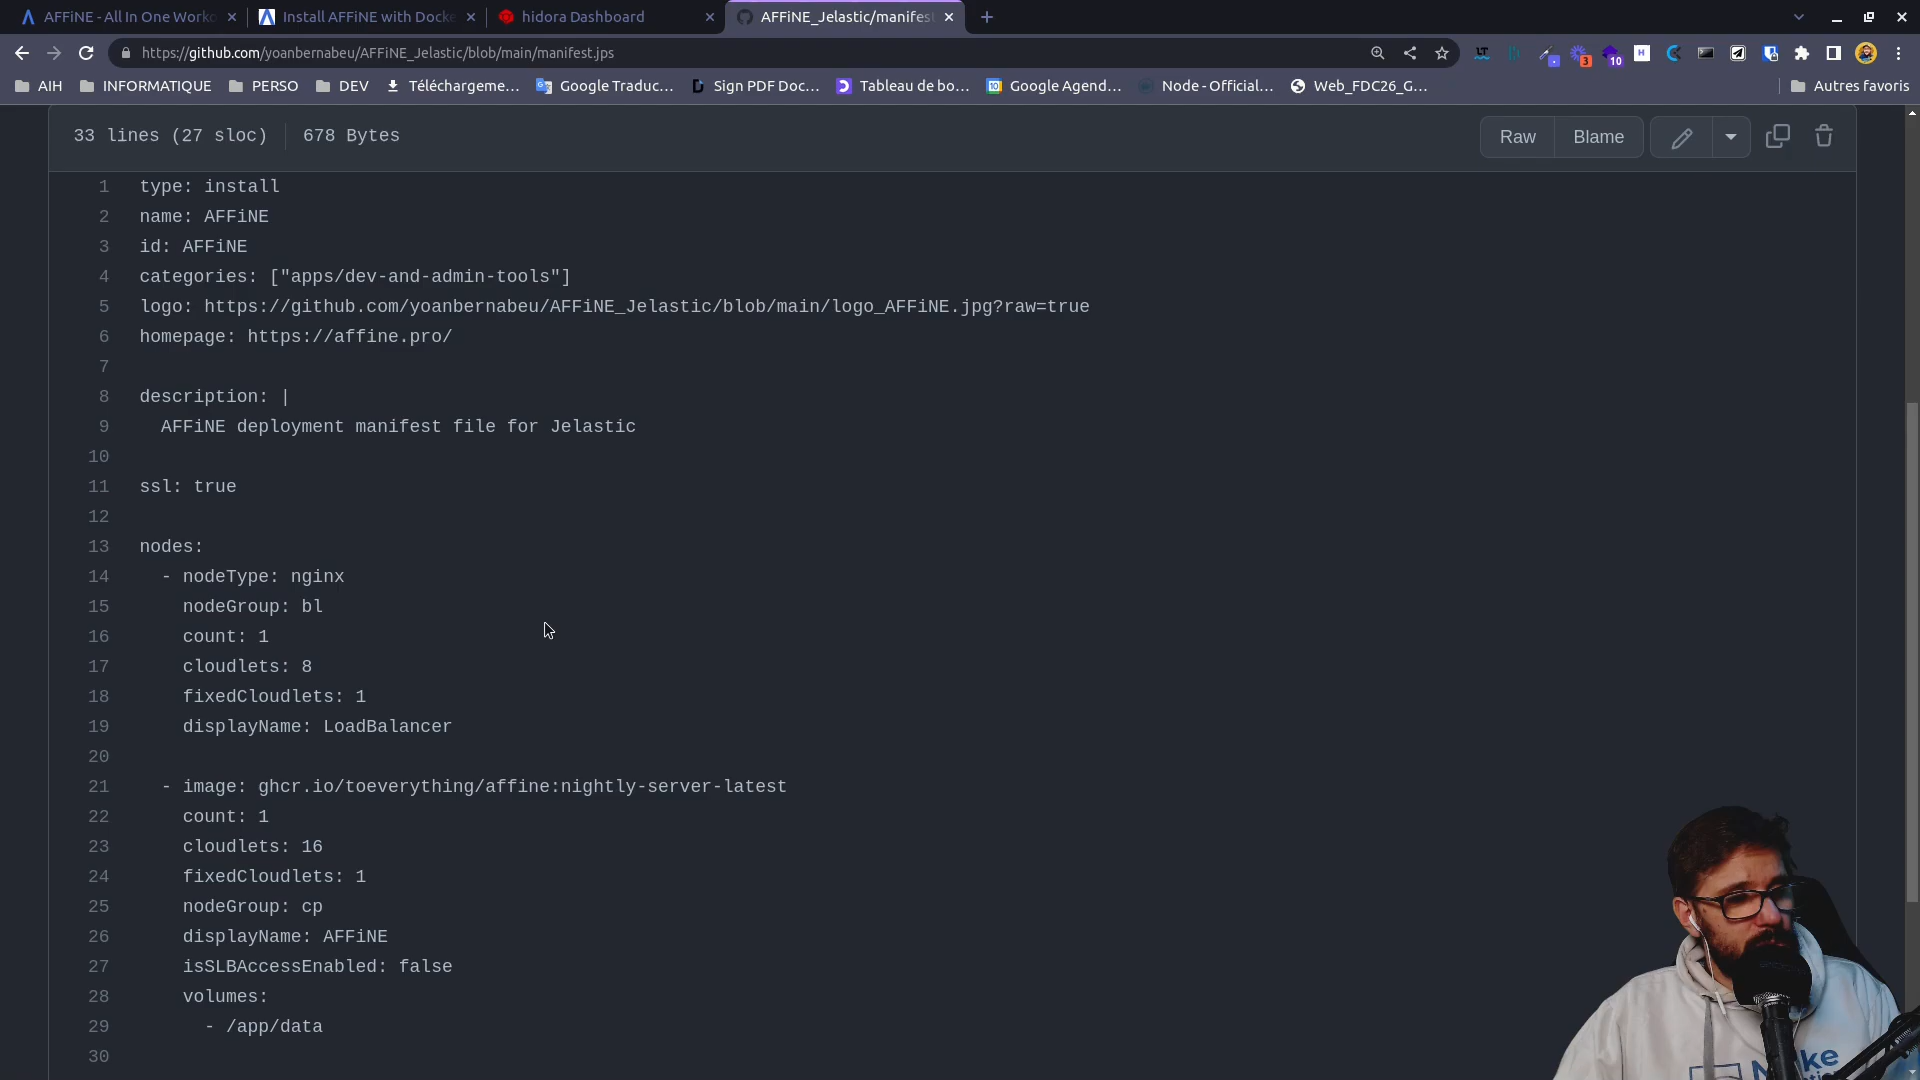 AFFiNE - All In One Worko
Install AFFiNE with Docke
hidora Dashboard
AFFiNE_Jelastic/manifes
https://github.com/yoanbernabeu/AFFiNE_Jelastic/blob/main/manifest.jps
3
10
AIH
INFORMATIQUE
PERSO
DEV
Téléchargeme...
Google Traduc...
Sign PDF Doc...
Tableau de bo...
Google Agend...
Node - Official...
Web_FDC26_G...
Autres favoris
33 lines (27 sloc)
678 Bytes
Raw
Blame
1 type: install
2 name: AFFiNE
3 id: AFFiNE
4 categories: ["apps/dev-and-admin-tools"]
5 logo: https://github.com/yoanbernabeu/AFFiNE_Jelastic/blob/main/logo_AFFiNE.jpg?raw=true
6 homepage: https://affine.pro/
7
8 description: |
9 AFFiNE deployment manifest file for Jelastic
10
11 ssl: true
12
13 nodes:
14 - nodeType: nginx
15 nodeGroup: bl
16 count: 1
17 cloudlets: 8
18 fixedCloudlets: 1
19 displayName: LoadBalancer
20
21 - image: ghcr.io/toeverything/affine:nightly-server-latest
22 count: 1
23 cloudlets: 16
24 fixedCloudlets: 1
25 nodeGroup: cp
26 displayName: AFFiNE
27 isSLBAccessEnabled: false
28 volumes:
29 - /app/data
30